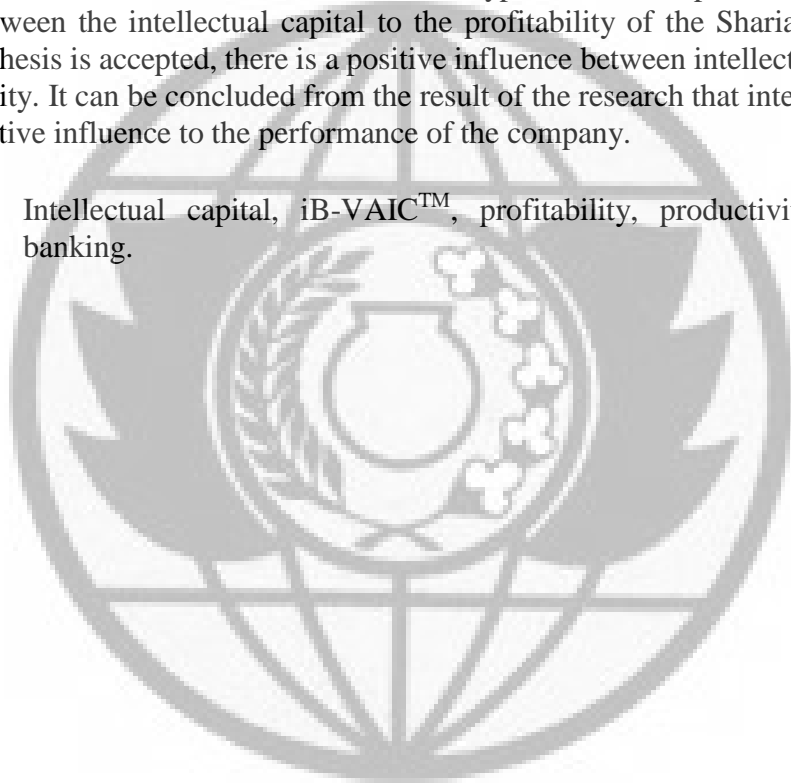 ween the intellectual capital to the profitability of the Sharia
hesis is accepted, there is a positive influence between intellect
ity. It can be concluded from the result of the research that inte
tive influence to the performance of the company.
Intellectual capital, iB-VAIC™, profitability, productivi
banking.